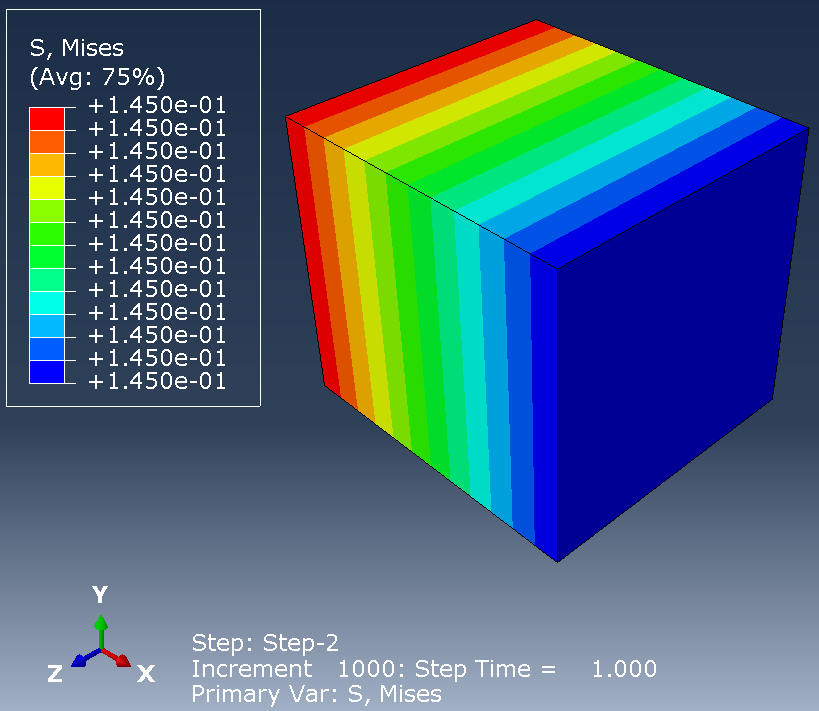 S, Mises
(Avg: 75%)
+1.450e-01
+1.450e-01
+1.450e-01
+1.450e-01
+1.450e-01
+1.450e-01
+1.450e-01
+1.450e-01
+1.450e-01
+1.450e-01
+1.450e-01
+1.450e-01
+1.450e-01
Y
Z X
Step: Step-2
Increment 1000: Step Time = 1.000
Primary Var: S, Mises